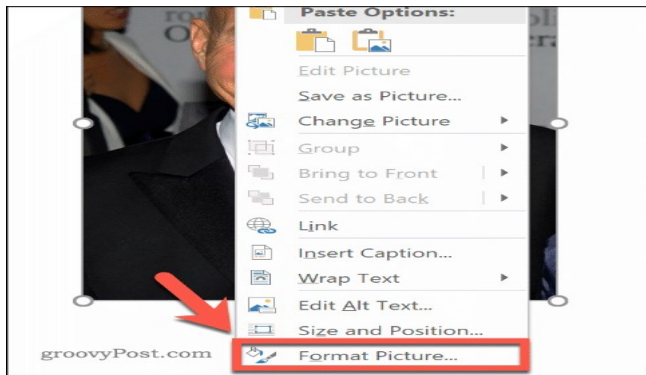 Paste Options:
Edit Picture
Save as Picture...
Change Picture
Group
Bring to Front
Send to Back
Link
Insert Caption...
Wrap Text
Edit Alt Text...
Size and Position...
Format Picture...
groovyPost.com